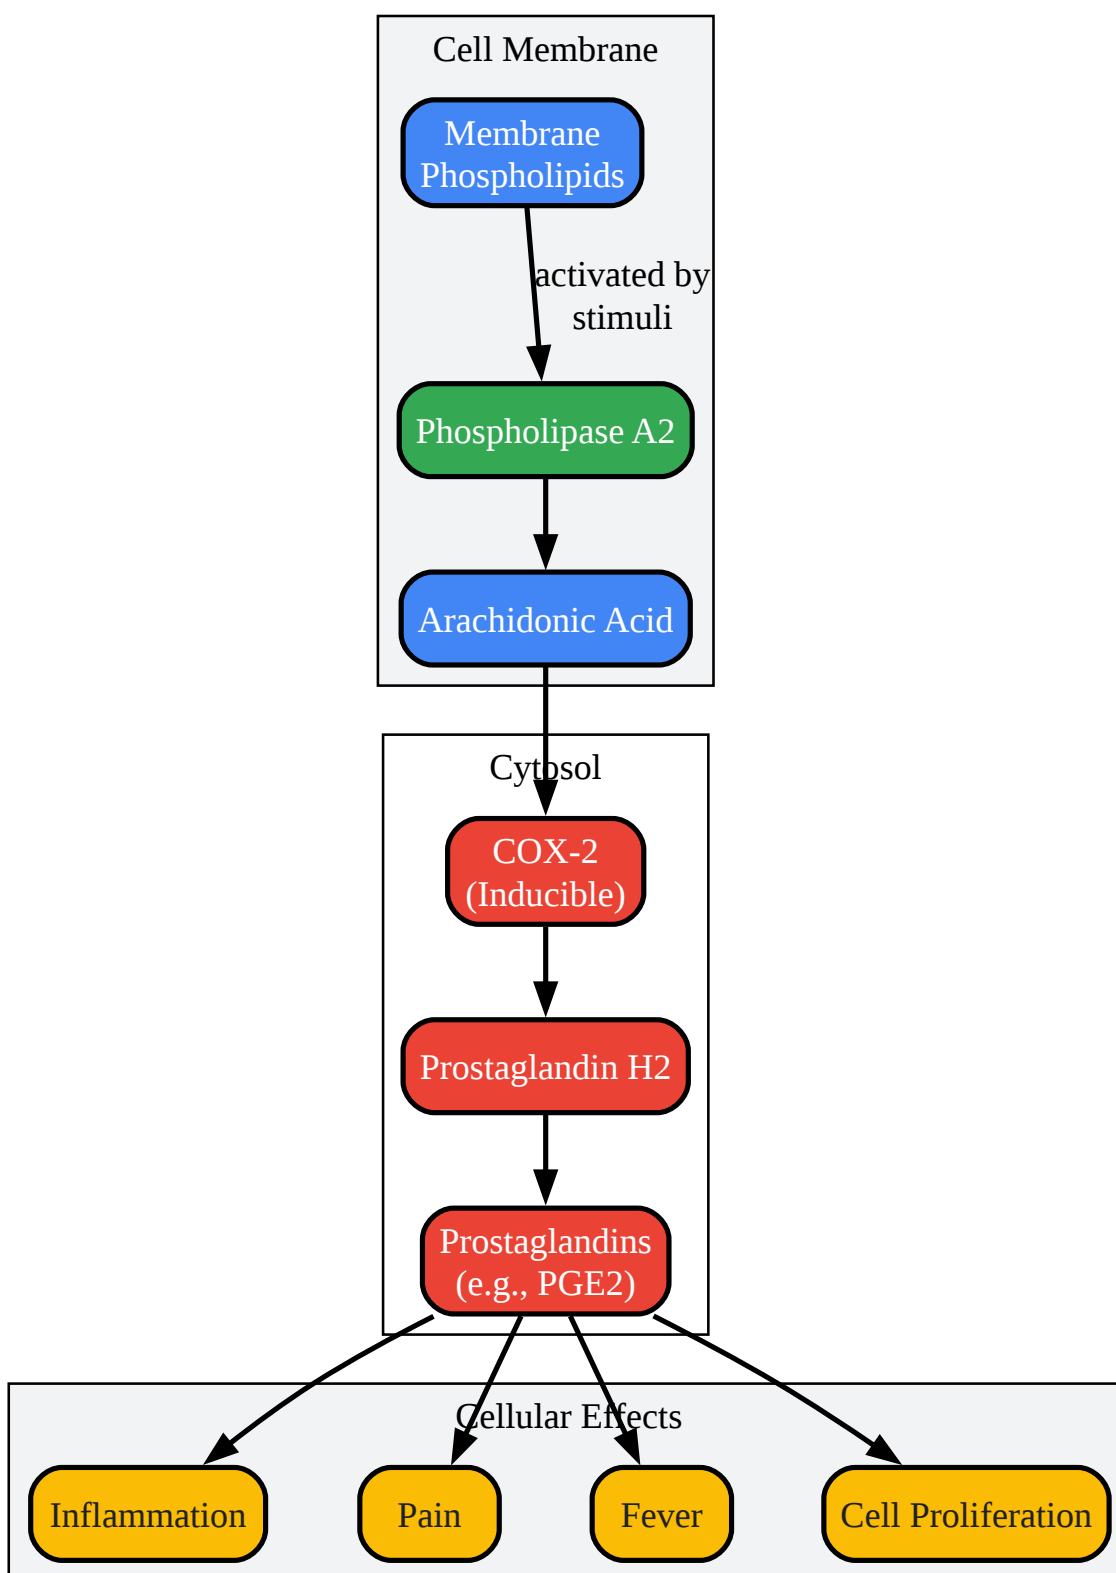 Cell Membrane
Membrane
Phospholipids
activated by
stimuli
Phospholipase A2
Arachidonic Acid
Cytosol
COX-2
(Inducible)
Prostaglandin H2
Prostaglandins
(e.g., PGE2)
Cellular Effects
Inflammation
Pain
Fever
Cell Proliferation